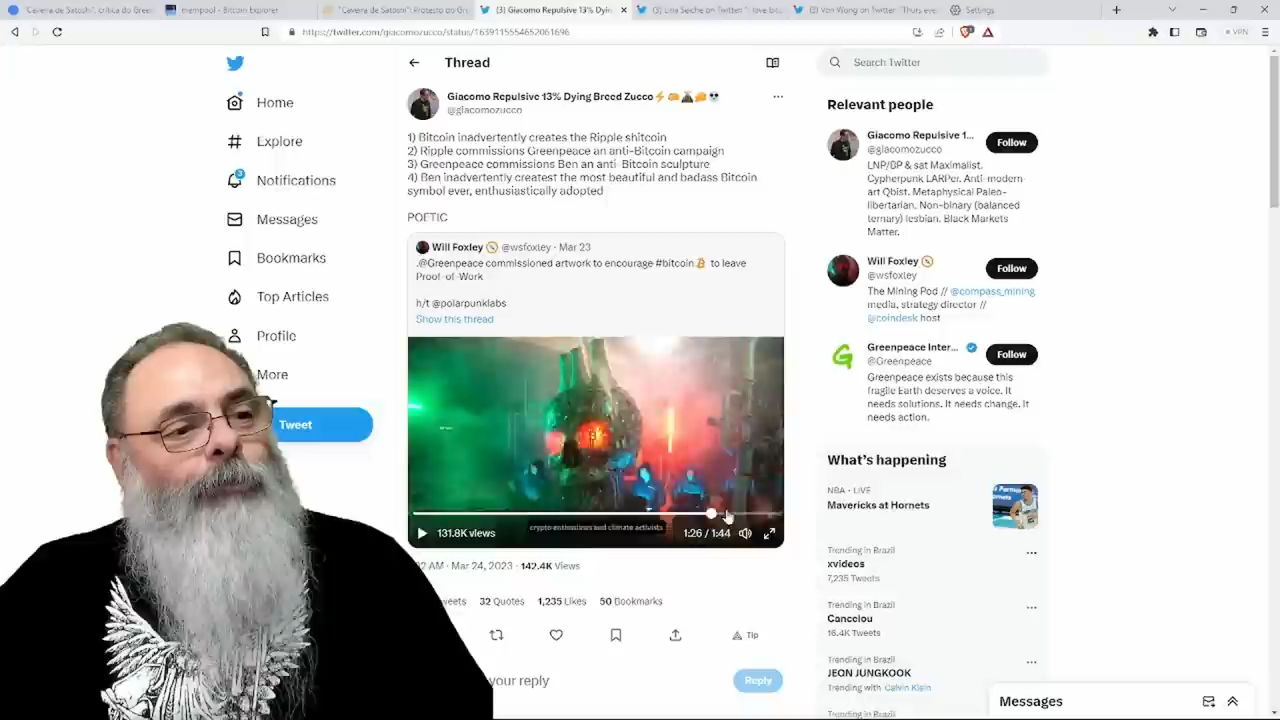 "Caveira de Satoshi": crítica do Green
mempool - Bitcoin Explorer
"Caveira de Satoshi": Protesto do Gr
(3) Giacomo Repulsive 13% Dyin
(3) Lina Seiche on Twitter
(3) Von Wong on Twitter
Settings
https://twitter.com/giacomozucco/status/1639115554652061696
VPN
Home
Explore
3
Notifications
Messages
Bookmarks
Top Articles
Profile
More
Tweet
Thread
Giacomo Repulsive 13% Dying Breed Zucco⚡
@giacomozucco
1) Bitcoin inadvertently creates the Ripple shitcoin
2) Ripple commissions Greenpeace an anti-Bitcoin campaign
3) Greenpeace commissions Ben an anti-Bitcoin sculpture
4) Ben inadvertently createst the most beautiful and badass Bitcoin
symbol ever, enthusiastically adopted
POETIC
Will Foxley @wsfoxley · Mar 23
.@Greenpeace commissioned artwork to encourage #bitcoin to leave
Proof-of-Work
h/t @polarpunklabs
Show this thread
crypto enthusiasts and climate activists.
131.8K views
1:26 / 1:44
AM · Mar 24, 2023 · 142.4K Views
32 Quotes 1,235 Likes 50 Bookmarks
Tip
your reply
Reply
Search Twitter
Relevant people
Giacomo Repulsive 1...
@giacomozucco
Follow
LNP/BP & sat Maximalist.
Cypherpunk LARPer. Anti-modern-
art Qbist. Metaphysical Paleo-
libertarian. Non-binary (balanced
ternary) lesbian. Black Markets
Matter.
Will Foxley
@wsfoxley
Follow
The Mining Pod // @compass_mining
media, strategy director //
@coindesk host
Greenpeace Inter...
@Greenpeace
Follow
Greenpeace exists because this
fragile Earth deserves a voice. It
needs solutions. It needs change. It
needs action.
What's happening
NBA · LIVE
Mavericks at Hornets
Trending in Brazil
xvideos
7,235 Tweets
Trending in Brazil
Cancelou
16.4K Tweets
Trending in Brazil
JEON JUNGKOOK
Trending with Calvin Klein
Trending in Brazil
Messages